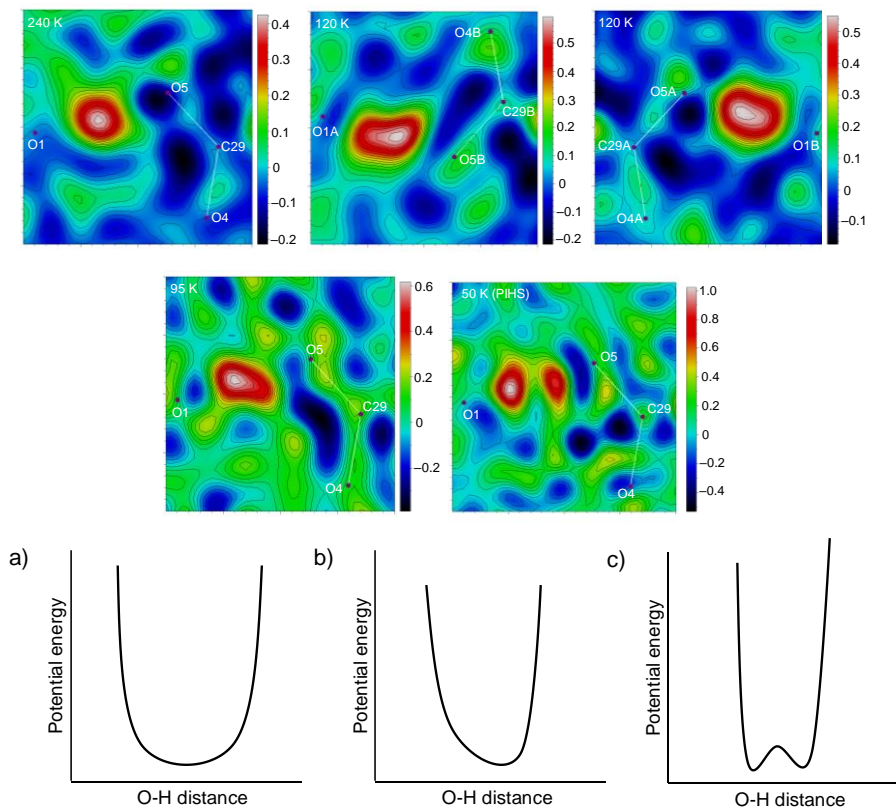 240 K
O5
O1
C29
O4
0.4
0.3
0.2
0.1
0
–0.1
–0.2
120 K
O4B
O1A
C29B
O5B
0.5
0.4
0.3
0.2
0.1
0
–0.1
–0.2
120 K
O5A
C29A
O1B
O4A
0.5
0.4
0.3
0.2
0.1
0
–0.1
95 K
O5
O1
C29
O4
0.6
0.4
0.2
0
–0.2
50 K (PIHS)
O5
O1
C29
O4
1.0
0.8
0.6
0.4
0.2
0
–0.2
–0.4
a)
Potential energy
O-H distance
b)
Potential energy
O-H distance
c)
Potential energy
O-H distance